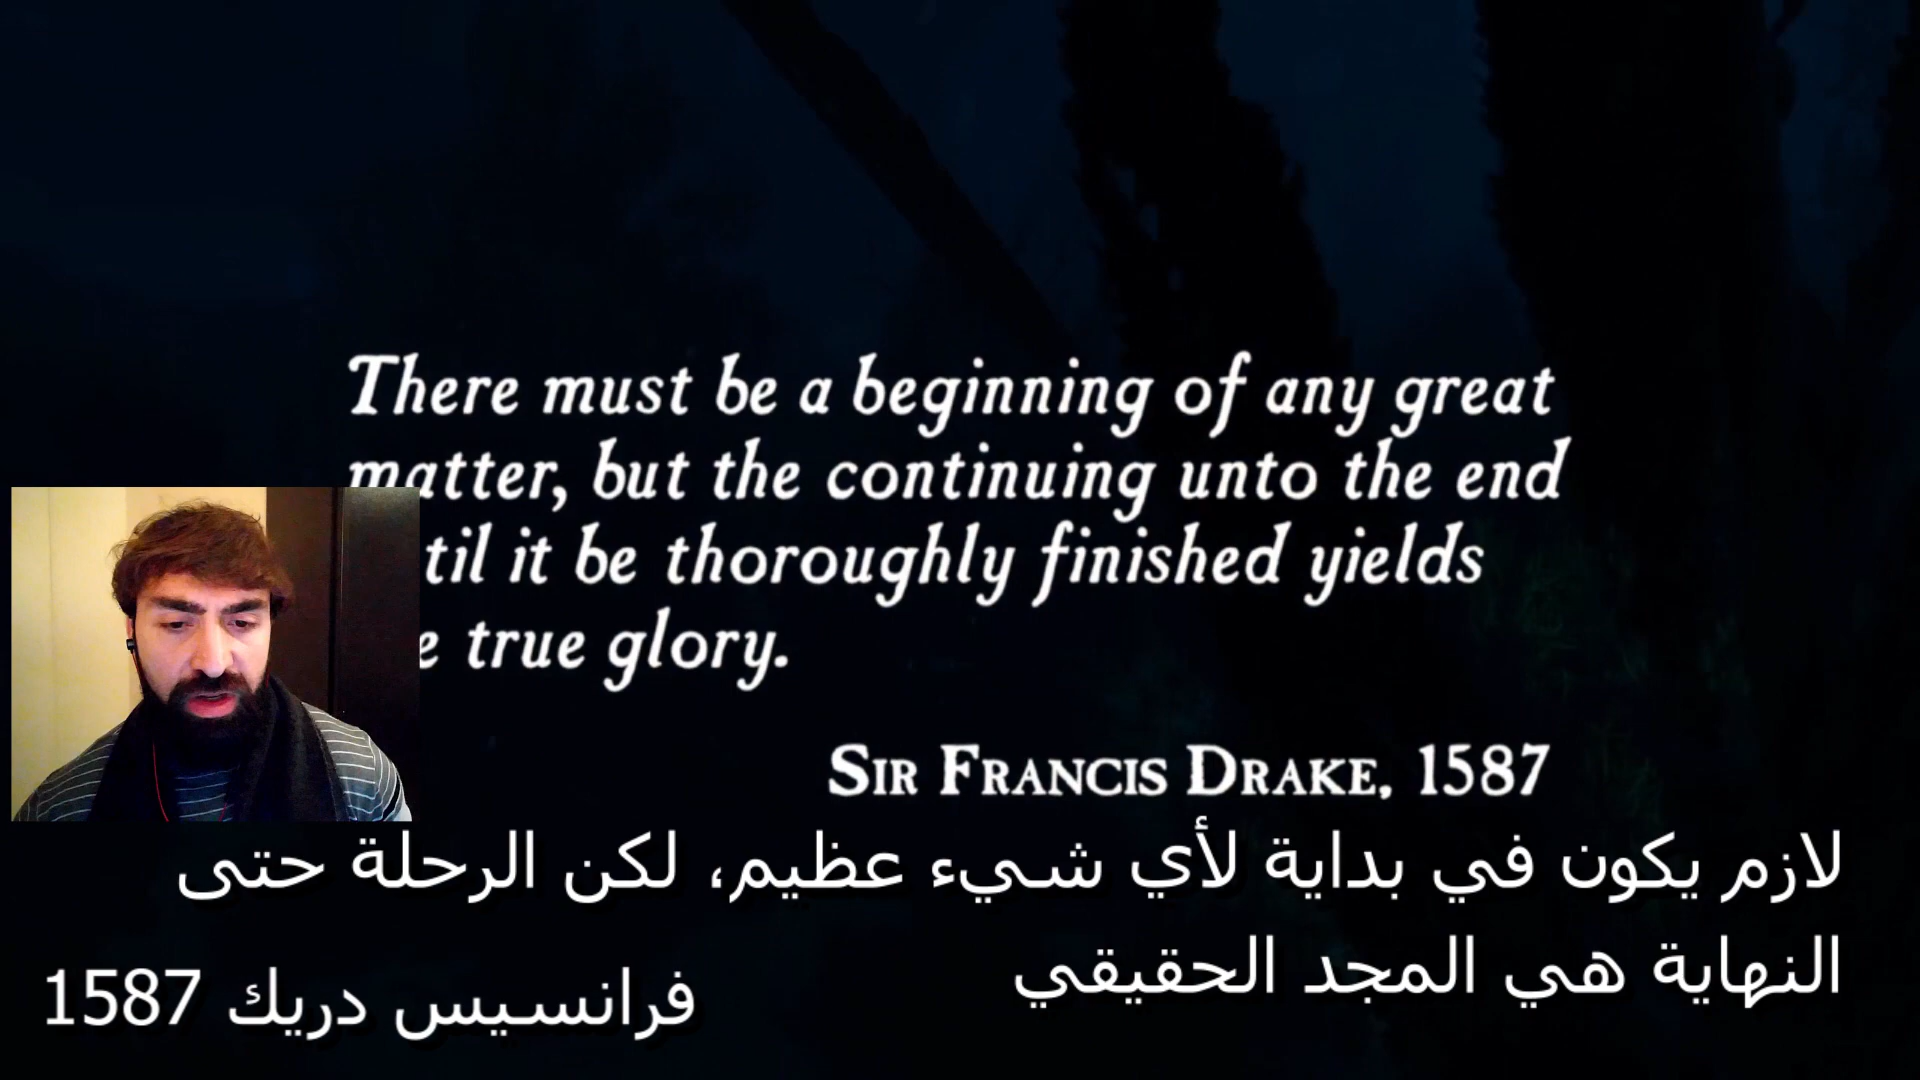 There must be a beginning of any great
matter, but the continuing unto the end
til it be thoroughly finished yields
true glory.
SIR FRANCIS DRAKE, 1587
لازم يكون في بداية لأي شيء عظيم، لكن الرحلة حتى
النهاية هي المجد الحقيقي
فرانسيس دريك 1587